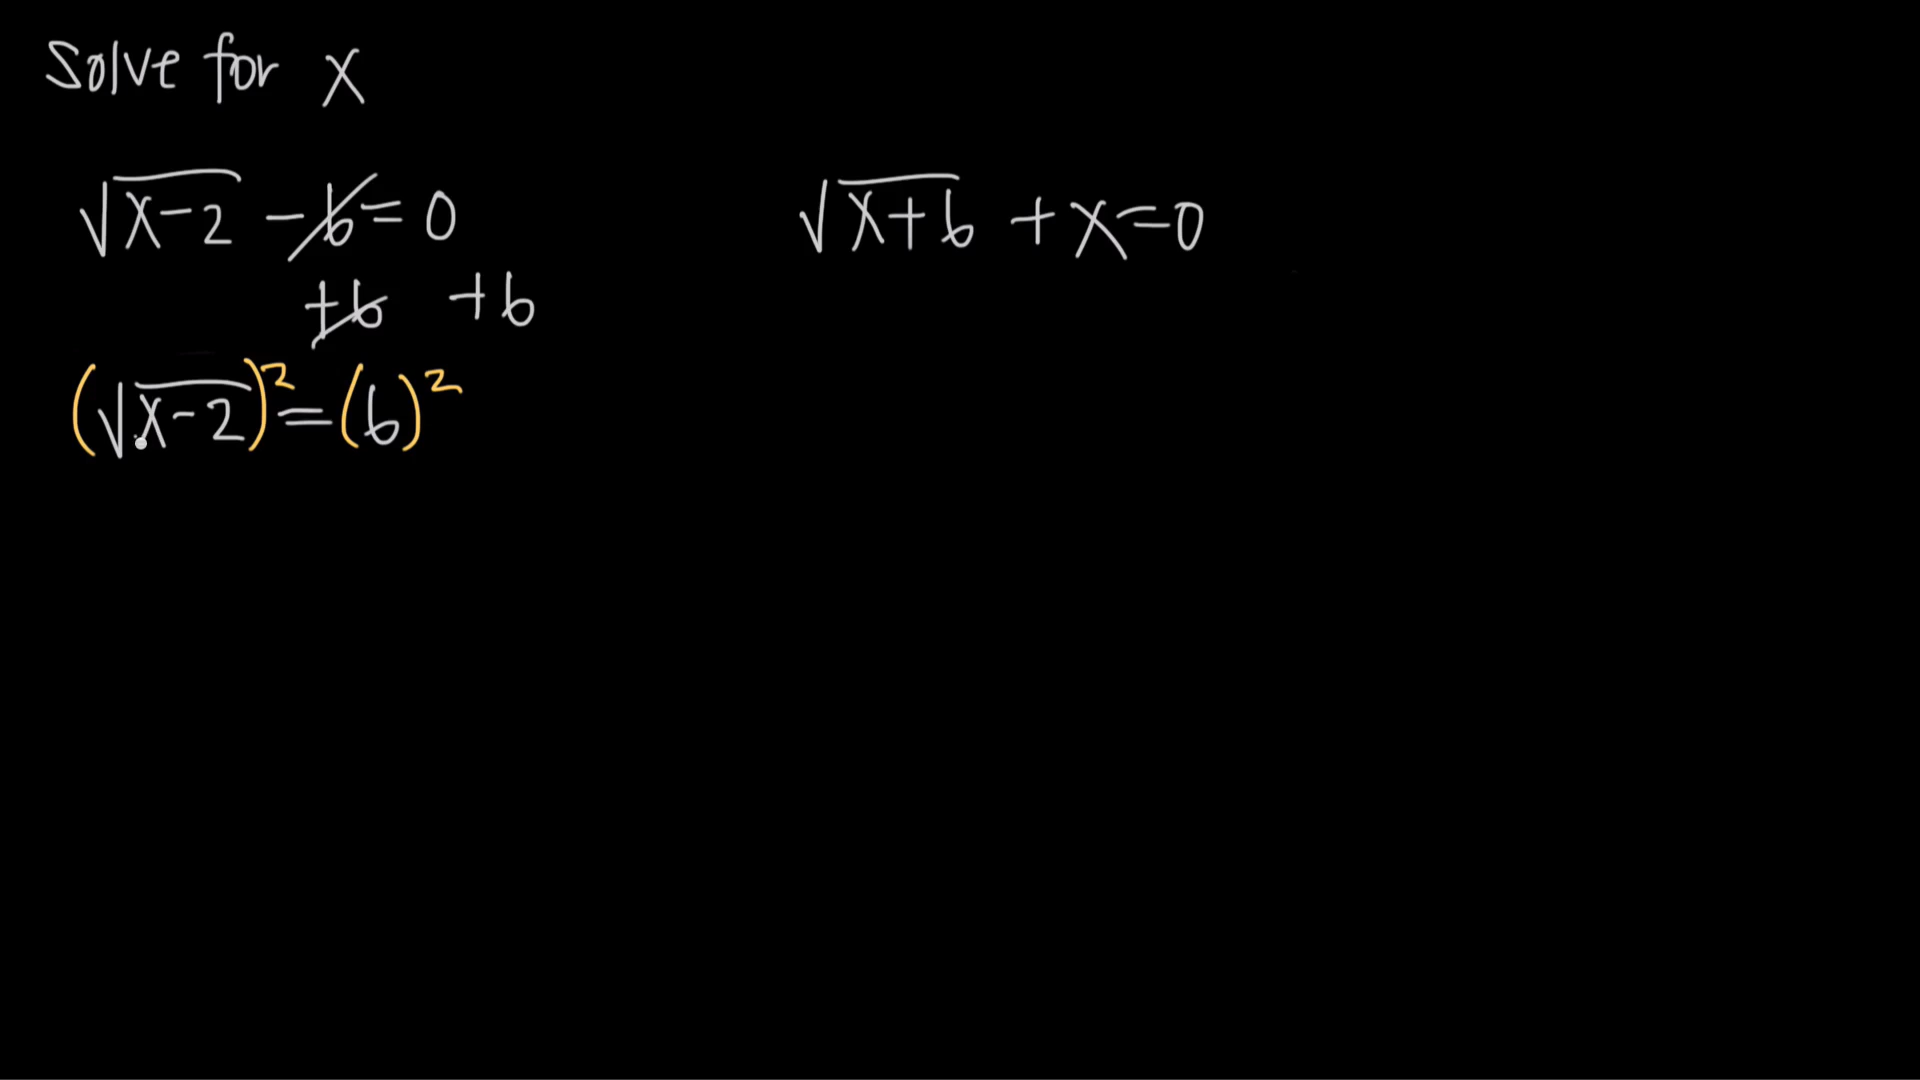 Solve for x
√(x-2) - 6 = 0
+6 +6
(√(x-2))² = (6)²
√(x+6) + x = 0